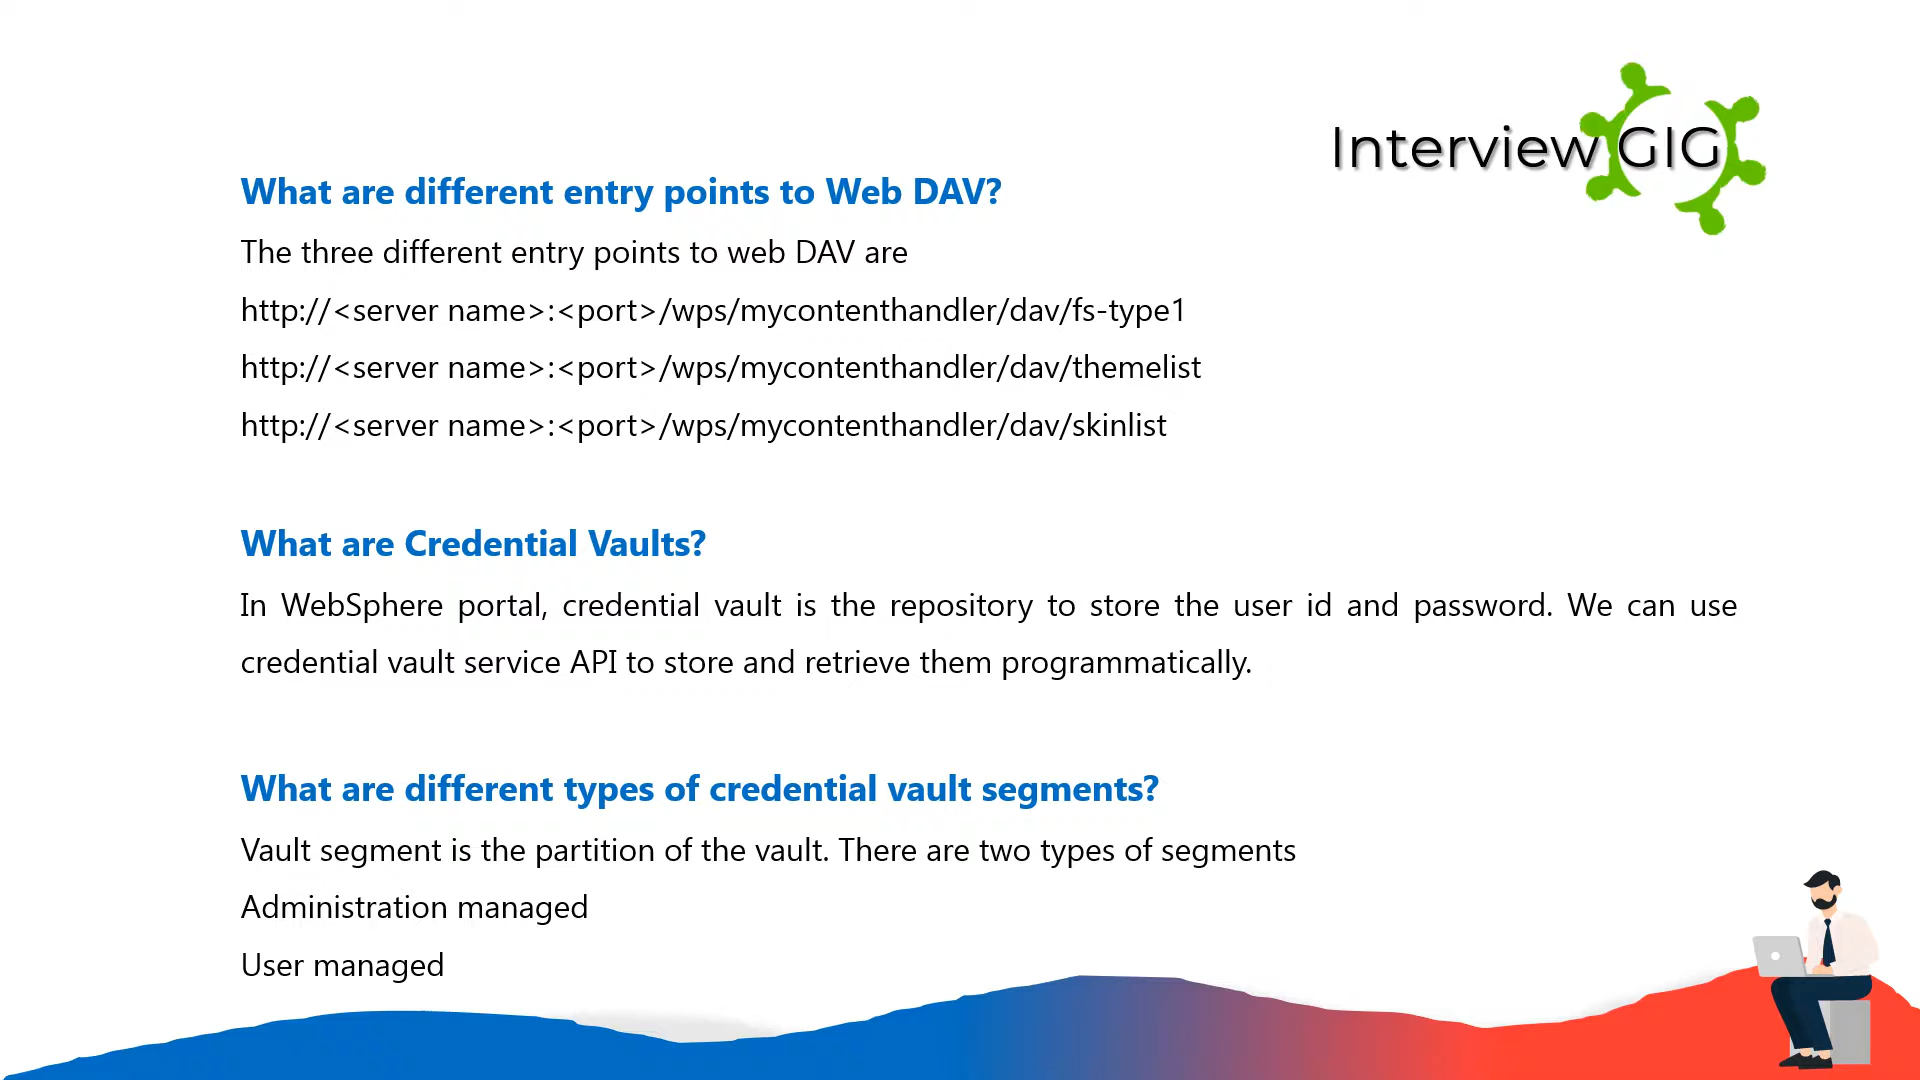 Interview GIG
What are different entry points to Web DAV?
The three different entry points to web DAV are
http://<server name>:<port>/wps/mycontenthandler/dav/fs-type1
http://<server name>:<port>/wps/mycontenthandler/dav/themelist
http://<server name>:<port>/wps/mycontenthandler/dav/skinlist
What are Credential Vaults?
In WebSphere portal, credential vault is the repository to store the user id and password. We can use
credential vault service API to store and retrieve them programmatically.
What are different types of credential vault segments?
Vault segment is the partition of the vault. There are two types of segments
Administration managed
User managed